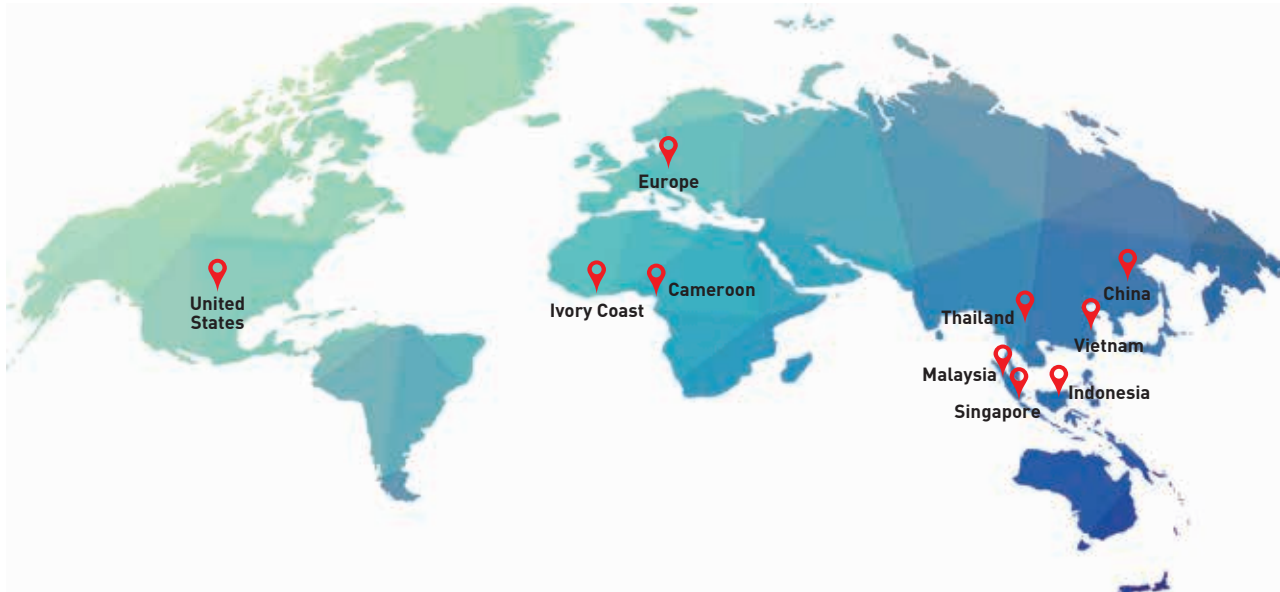 Europe
United
States
Ivory Coast
Cameroon
China
Thailand
Vietnam
Malaysia
Indonesia
Singapore